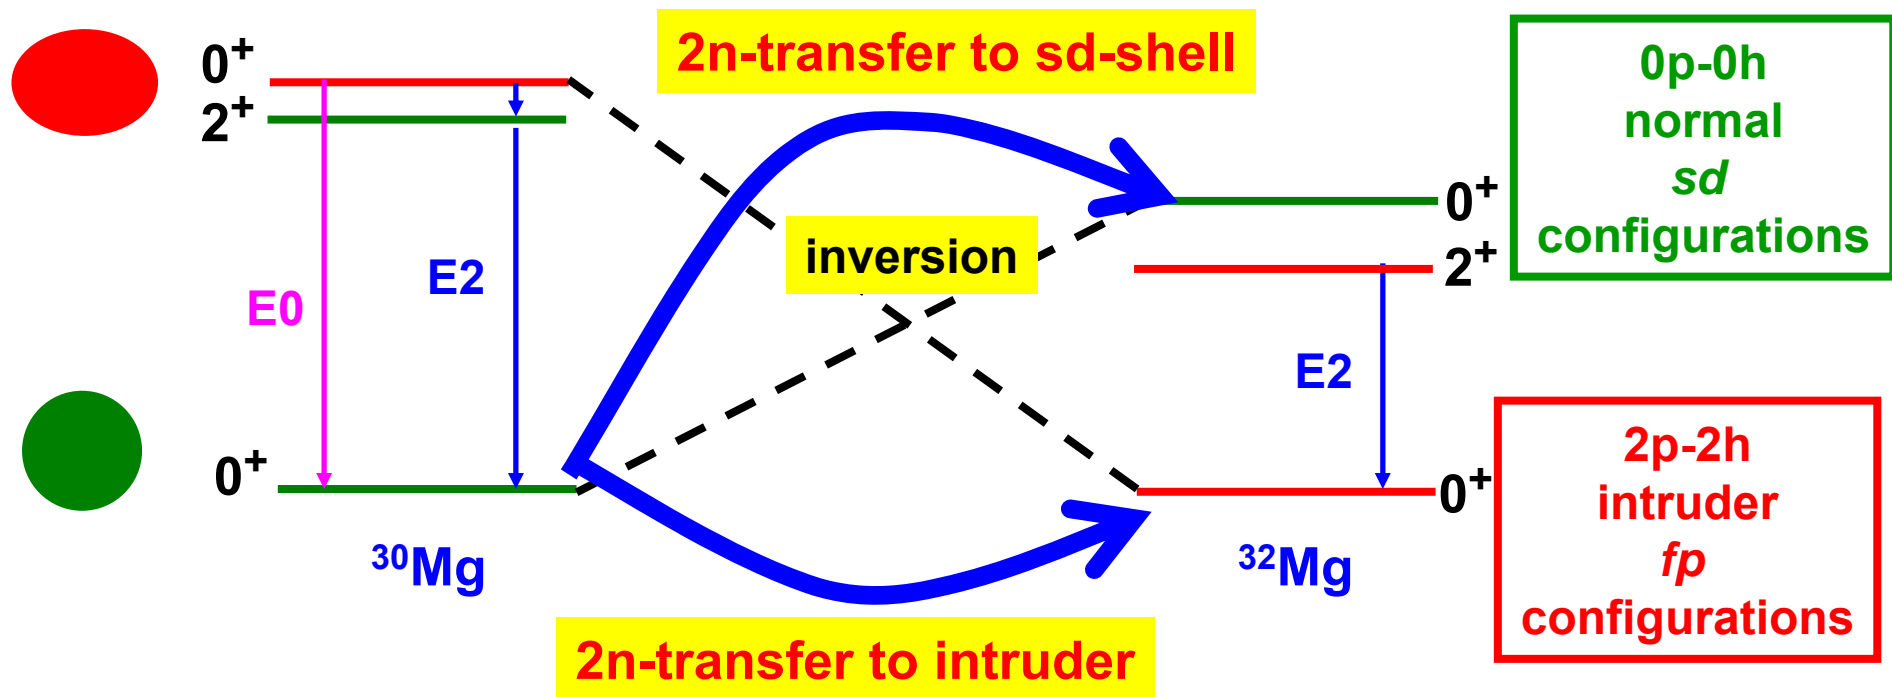 0⁺
2⁺
E0
E2
0⁺
³⁰Mg
2n-transfer to sd-shell
inversion
2n-transfer to intruder
0⁺
2⁺
E2
0⁺
³²Mg
0p-0h
normal
sd
configurations
2p-2h
intruder
fp
configurations